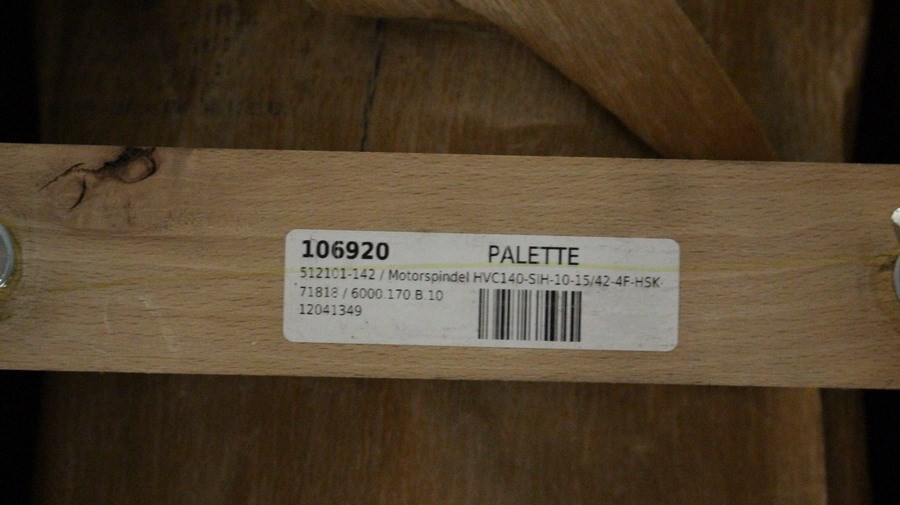 106920 PALETTE
512101-142 / Motorspindel HVC140-SIH-10-15/42-4F-HSK-
71818 / 6000.170.B.10
12041349